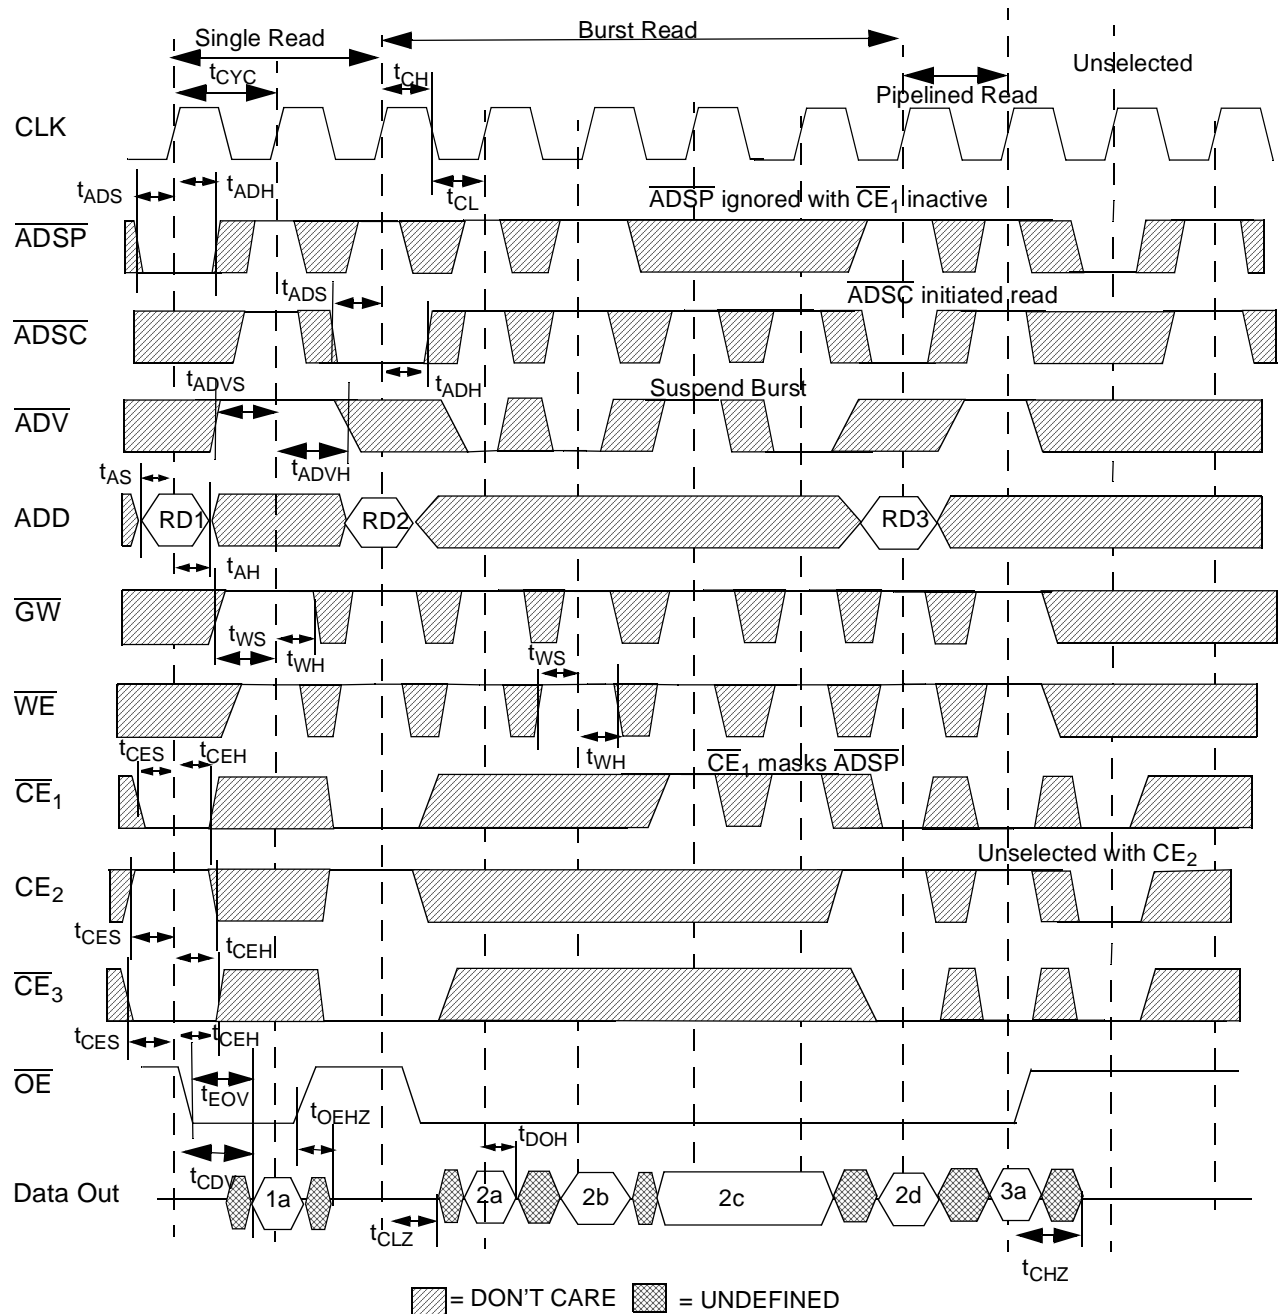 Single Read
Burst Read
Unselected
tCYC
tCH
Pipelined Read
CLK
tADS
tADH
tCL
ADSP ignored with CE1 inactive
ADSP
tADS
ADSC initiated read
ADSC
tADVS
tADH
Suspend Burst
ADV
tADVH
tAS
ADD
RD1
RD2
RD3
tAH
GW
tWS
tWH
tWS
WE
tCES
tCEH
tWH
CE1 masks ADSP
CE1
Unselected with CE2
CE2
tCES
tCEH
CE3
tCES
tCEH
OE
tEOV
tOEHZ
tCDV
tDOH
Data Out
1a
2a
2b
2c
2d
3a
tCLZ
tCHZ
= DON'T CARE
= UNDEFINED